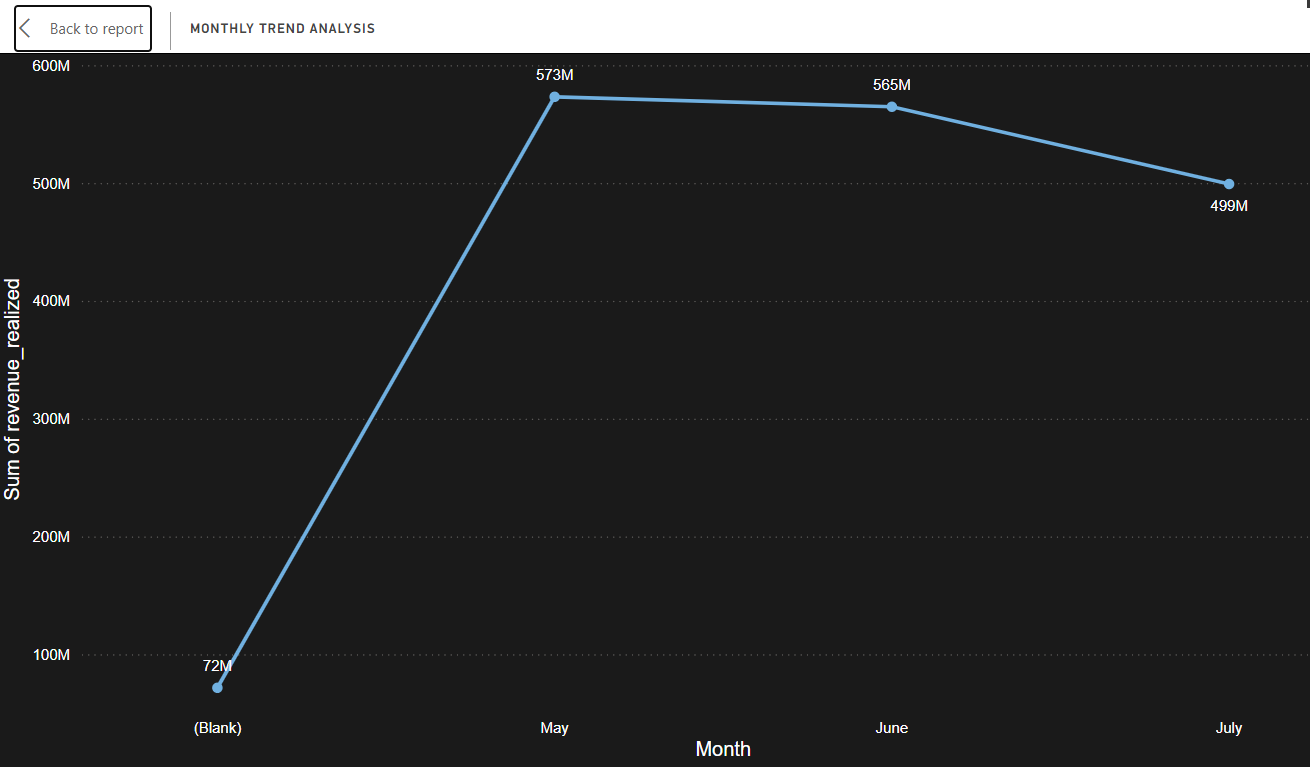 Back to report
MONTHLY TREND ANALYSIS
600M
573M
565M
500M
499M
400M
300M
200M
100M
72M
Sum of revenue_realized
(Blank)
May
June
July
Month